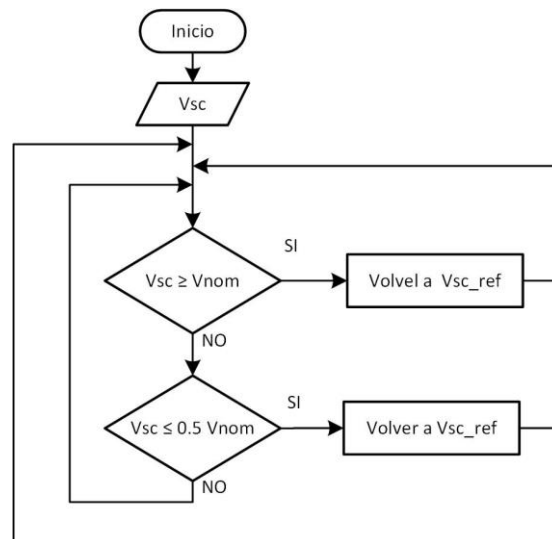 Inicio
Vsc
Vsc ≥ Vnom
SI
Volvel a Vsc_ref
NO
Vsc ≤ 0.5 Vnom
SI
Volver a Vsc_ref
NO